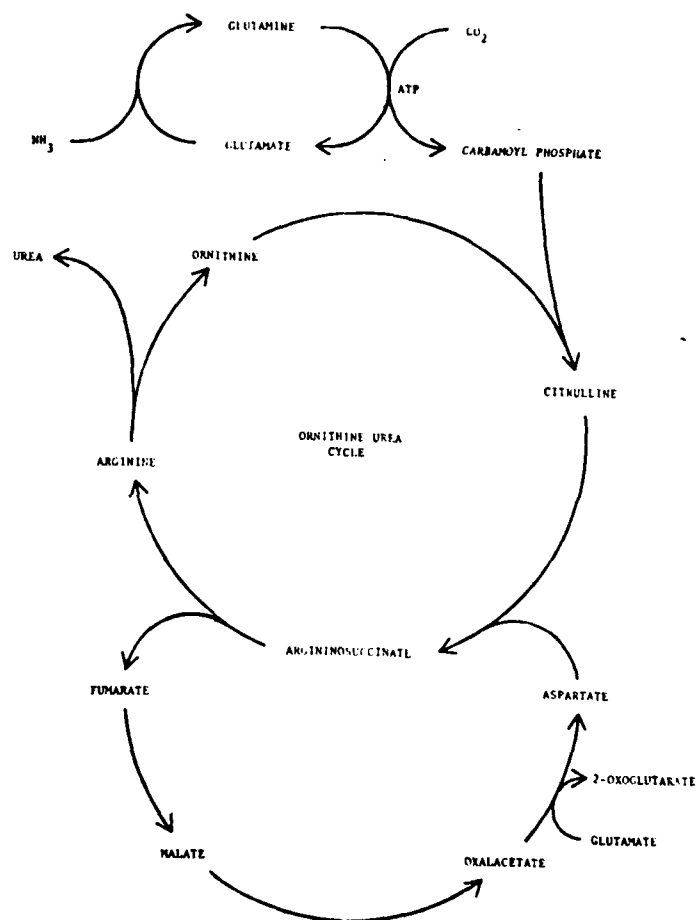 GLUTAMINE
CO2
ATP
NH3
GLUTAMATE
CARBAMOYL PHOSPHATE
UREA
ORNITHINE
CITRULLINE
ORNITHINE UREA
CYCLE
ARGININE
ARGININOSUCCINATE
FUMARATE
ASPARTATE
2-OXOGLUTARATE
GLUTAMATE
MALATE
OXALACETATE